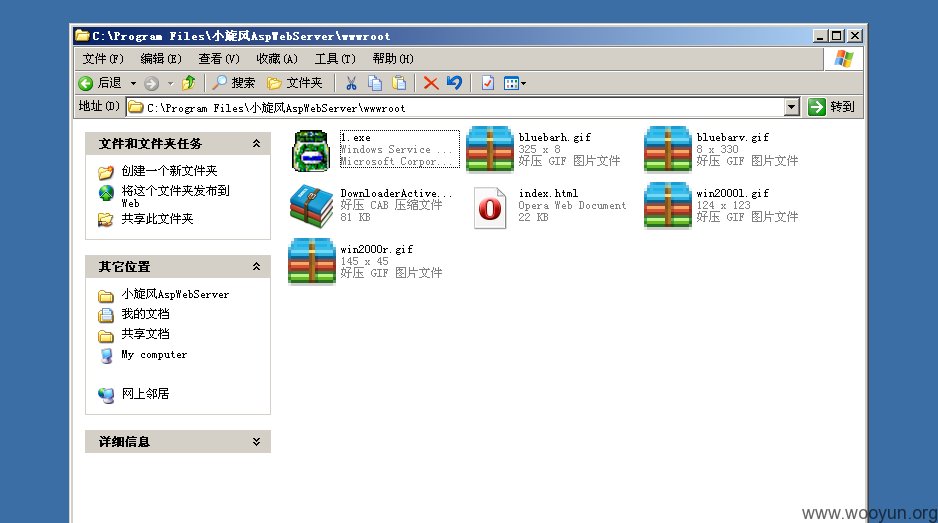 C:\Program Files\小旋风AspWebServer\wwwroot
文件(F) 编辑(E) 查看(V) 收藏(A) 工具(T) 帮助(H)
后退 搜索 文件夹
地址(D) C:\Program Files\小旋风AspWebServer\wwwroot 转到
文件和文件夹任务
创建一个新文件夹
将这个文件夹发布到
Web
共享此文件夹
其它位置
小旋风AspWebServer
我的文档
共享文档
My computer
网上邻居
详细信息
1.exe
Windows Service ...
Microsoft Corpor...
bluebarh.gif
325 x 8
好压 GIF 图片文件
bluebarv.gif
8 x 330
好压 GIF 图片文件
DownloaderActive...
好压 CAB 压缩文件
81 KB
index.html
Opera Web Document
22 KB
win2000l.gif
124 x 123
好压 GIF 图片文件
win2000r.gif
145 x 45
好压 GIF 图片文件
www.wooyun.org